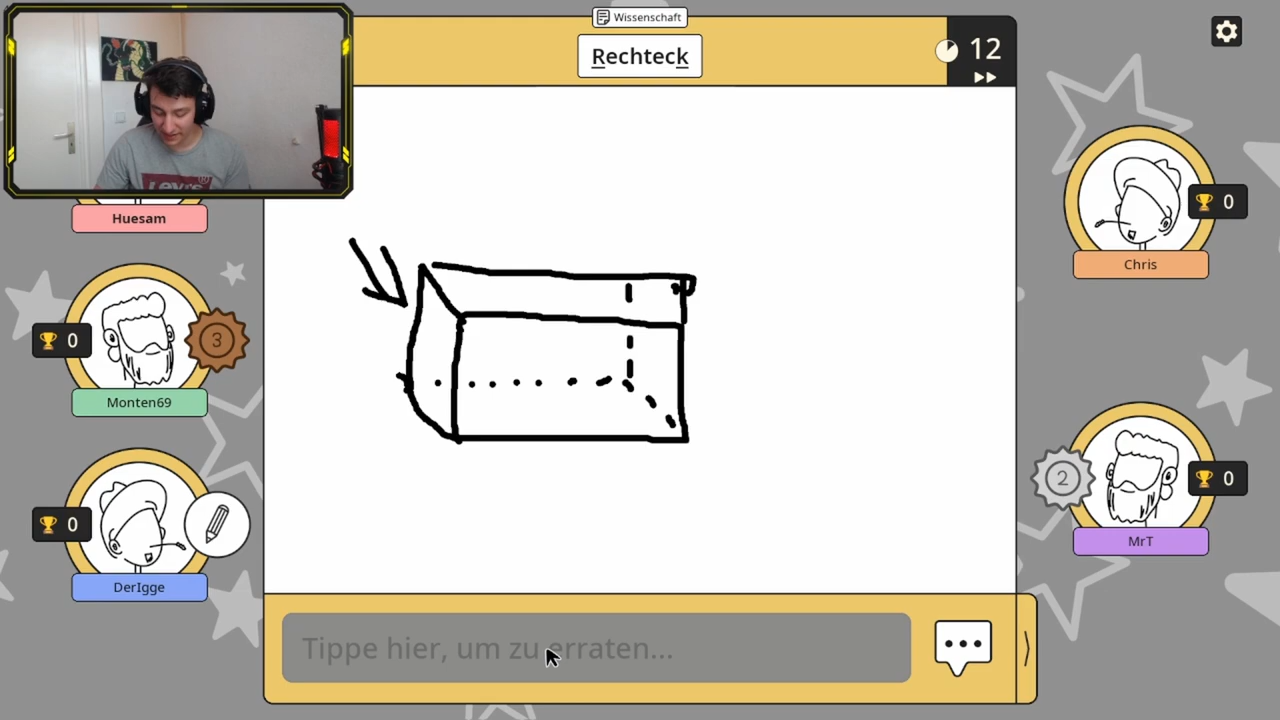 Wissenschaft
Rechteck
12
Levi's
Huesam
0
3
Monten69
0
DerIgge
0
Chris
2
0
MrT
Tippe hier, um zu erraten...